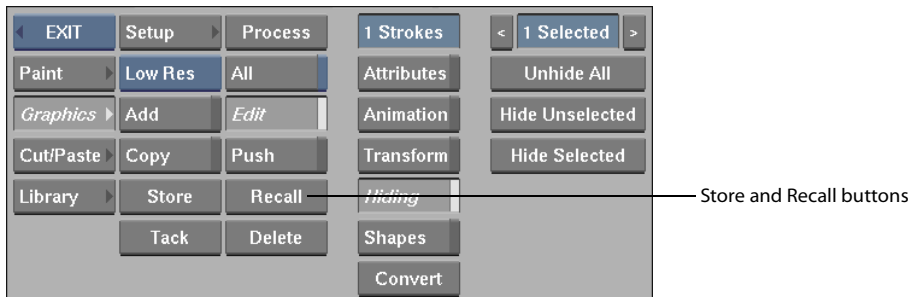 EXIT Setup Process 1 Strokes < 1 Selected >
Paint Low Res All Attributes Unhide All
Graphics Add Edit Animation Hide Unselected
Cut/Paste Copy Push Transform Hide Selected
Library Store Recall Hiding Store and Recall buttons
Tack Delete Shapes
Convert